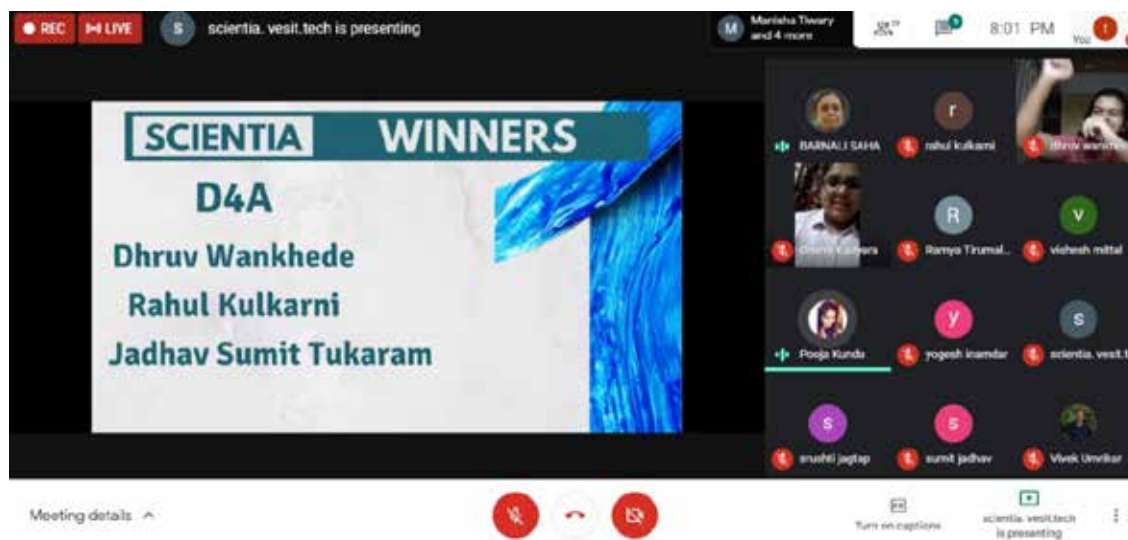 REC
LIVE
S
scientia. vesit.tech is presenting
M
Manisha Tiwary
and 4 more
8:01 PM
You
SCIENTIA WINNERS
D4A
Dhruv Wankhede
Rahul Kulkarni
Jadhav Sumit Tukaram
r
BARNALI SAHA
rahul kulkarni
dhruv
R
V
Ramya Tirumal...
vishesh mittal
y
s
Pooja Kundu
yogesh inamdar
scientia. vesit.t
s
s
srushti jagtap
sumit jadhav
Vivek Umrikar
Meeting details
Turn on captions
scientia. vesit.tech
is presenting